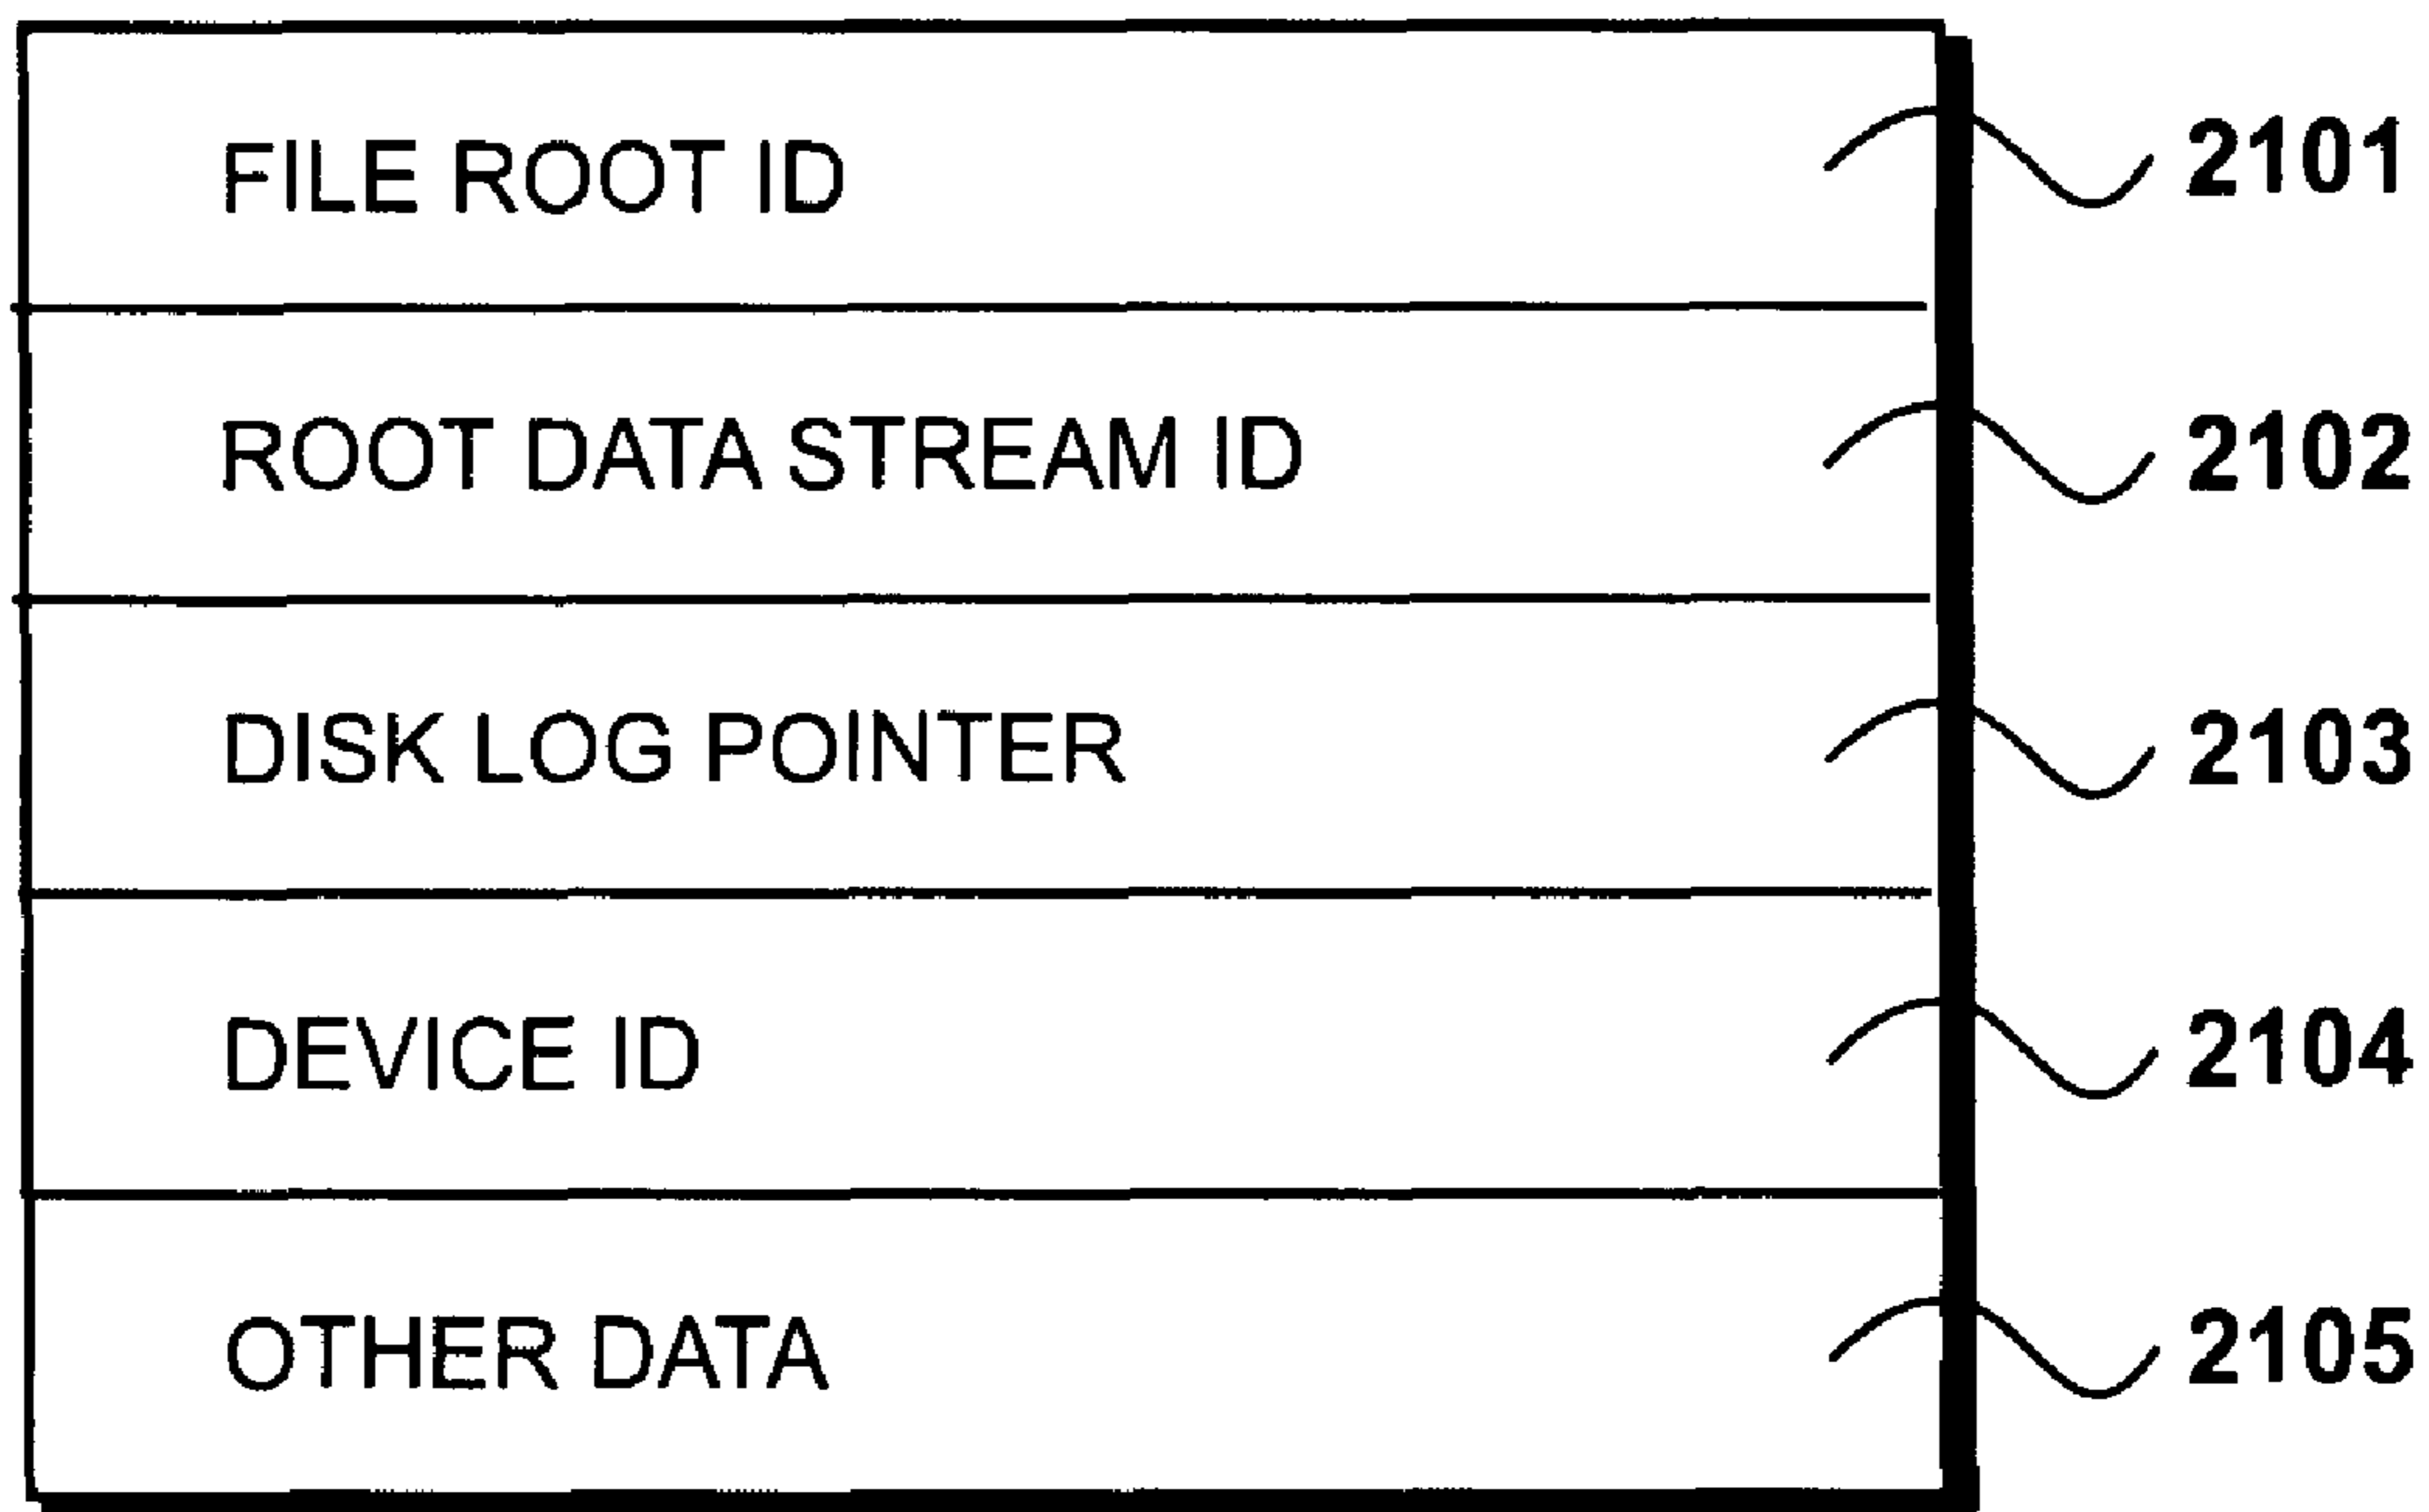 FILE ROOT ID 2101
ROOT DATA STREAM ID 2102
DISK LOG POINTER 2103
DEVICE ID 2104
OTHER DATA 2105